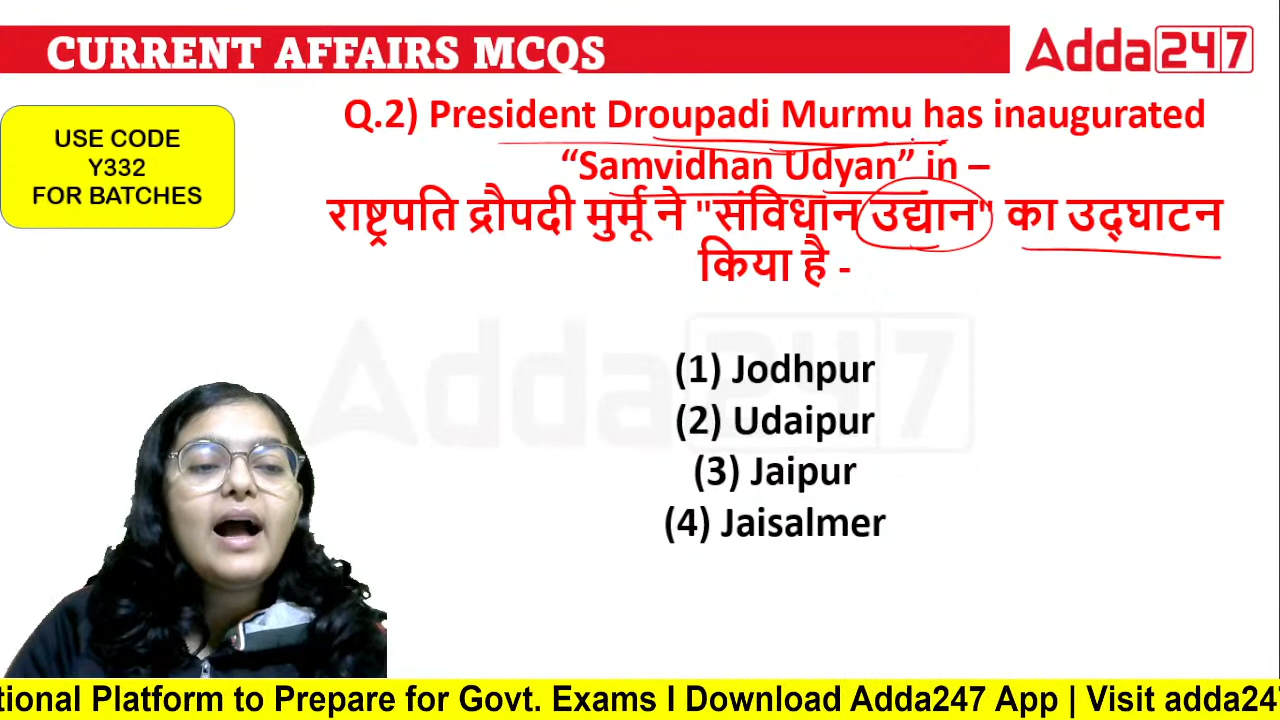 CURRENT AFFAIRS MCQS
Adda247
USE CODE
Y332
FOR BATCHES
Q.2) President Droupadi Murmu has inaugurated
“Samvidhan Udyan” in –
राष्ट्रपति द्रौपदी मुर्मू ने "संविधान उद्यान" का उद्घाटन
किया है -
Adda247
(1) Jodhpur
(2) Udaipur
(3) Jaipur
(4) Jaisalmer
tional Platform to Prepare for Govt. Exams I Download Adda247 App | Visit adda24